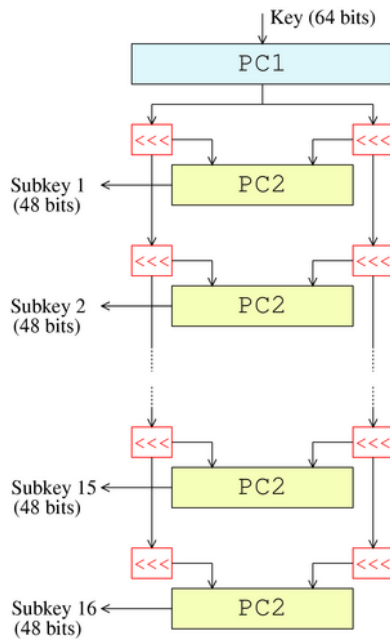 Key (64 bits)
PC1
<<< <<<
Subkey 1
(48 bits)
PC2
<<< <<<
Subkey 2
(48 bits)
PC2
<<< <<<
Subkey 15
(48 bits)
PC2
<<< <<<
Subkey 16
(48 bits)
PC2